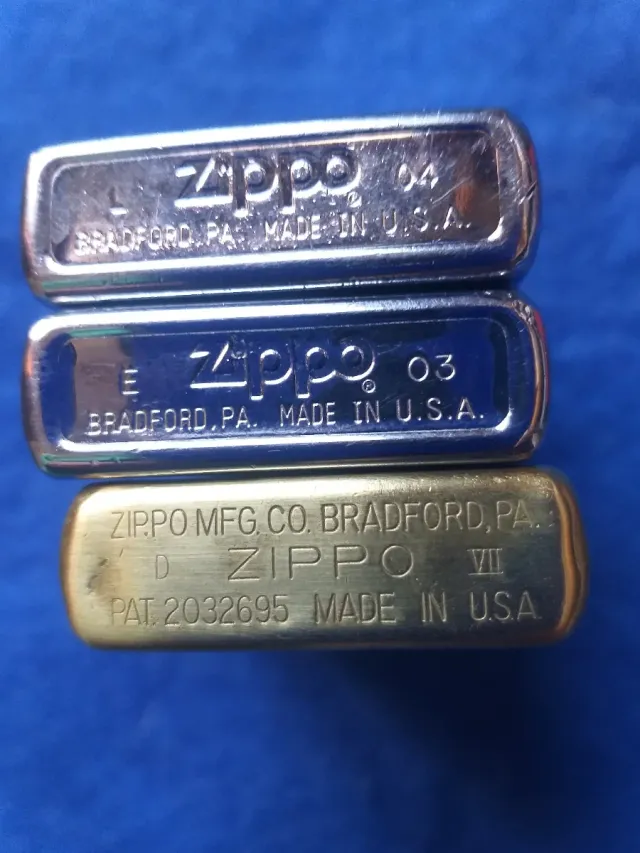 L Zippo® 04
BRADFORD,PA. MADE IN U.S.A.
E Zippo® 03
BRADFORD,PA. MADE IN U.S.A.
ZIPPO MFG. CO. BRADFORD, PA.
D ZIPPO VII
PAT. 2032695 MADE IN U.S.A